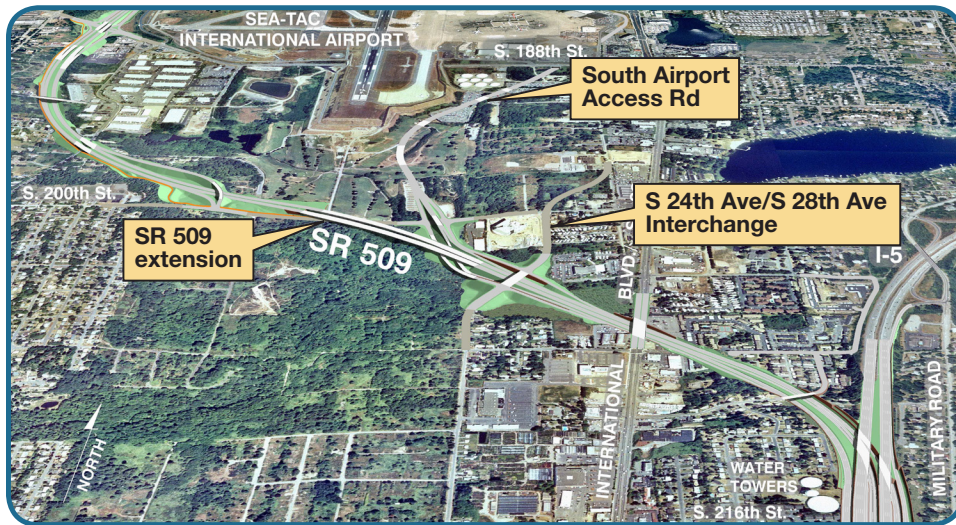 SEA-TAC
INTERNATIONAL AIRPORT
S. 188th St.
South Airport
Access Rd
S. 200th St.
S 24th Ave/S 28th Ave
Interchange
SR 509
extension
SR 509
I-5
INTERNATIONAL BLVD. S.
MILITARY ROAD
NORTH
WATER
TOWERS
S. 216th St.